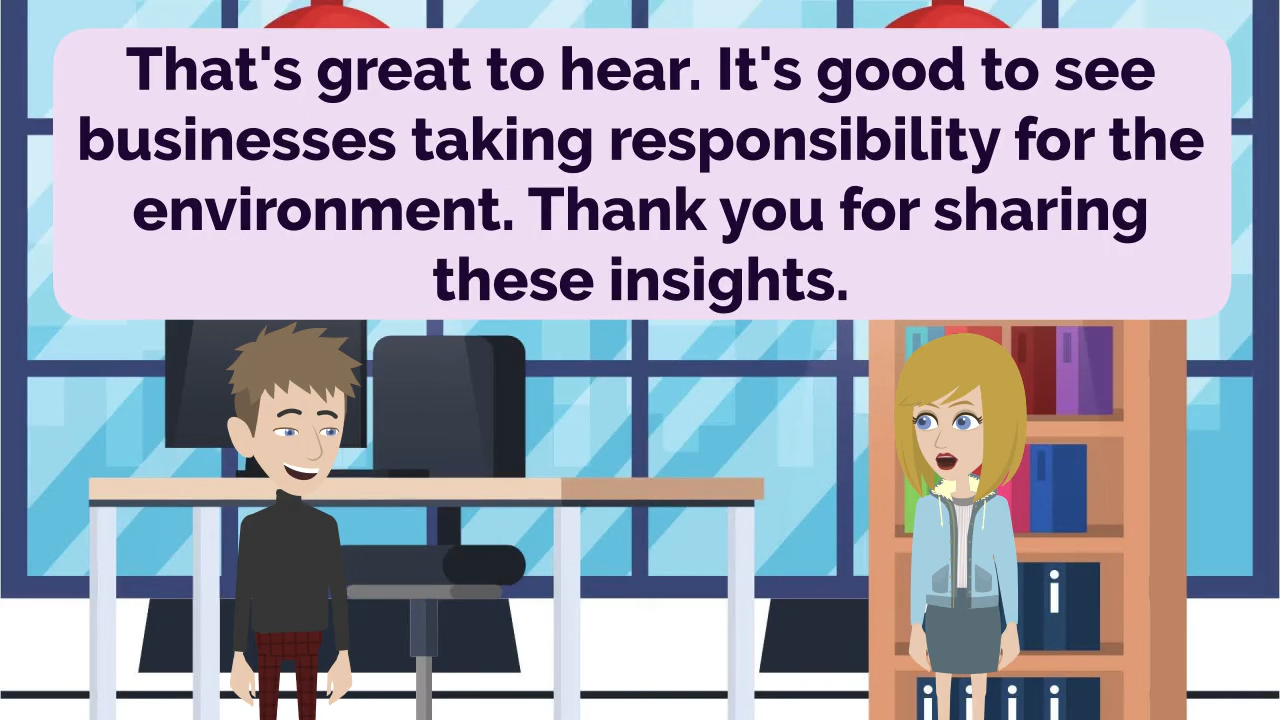 That's great to hear. It's good to see
businesses taking responsibility for the
environment. Thank you for sharing
these insights.